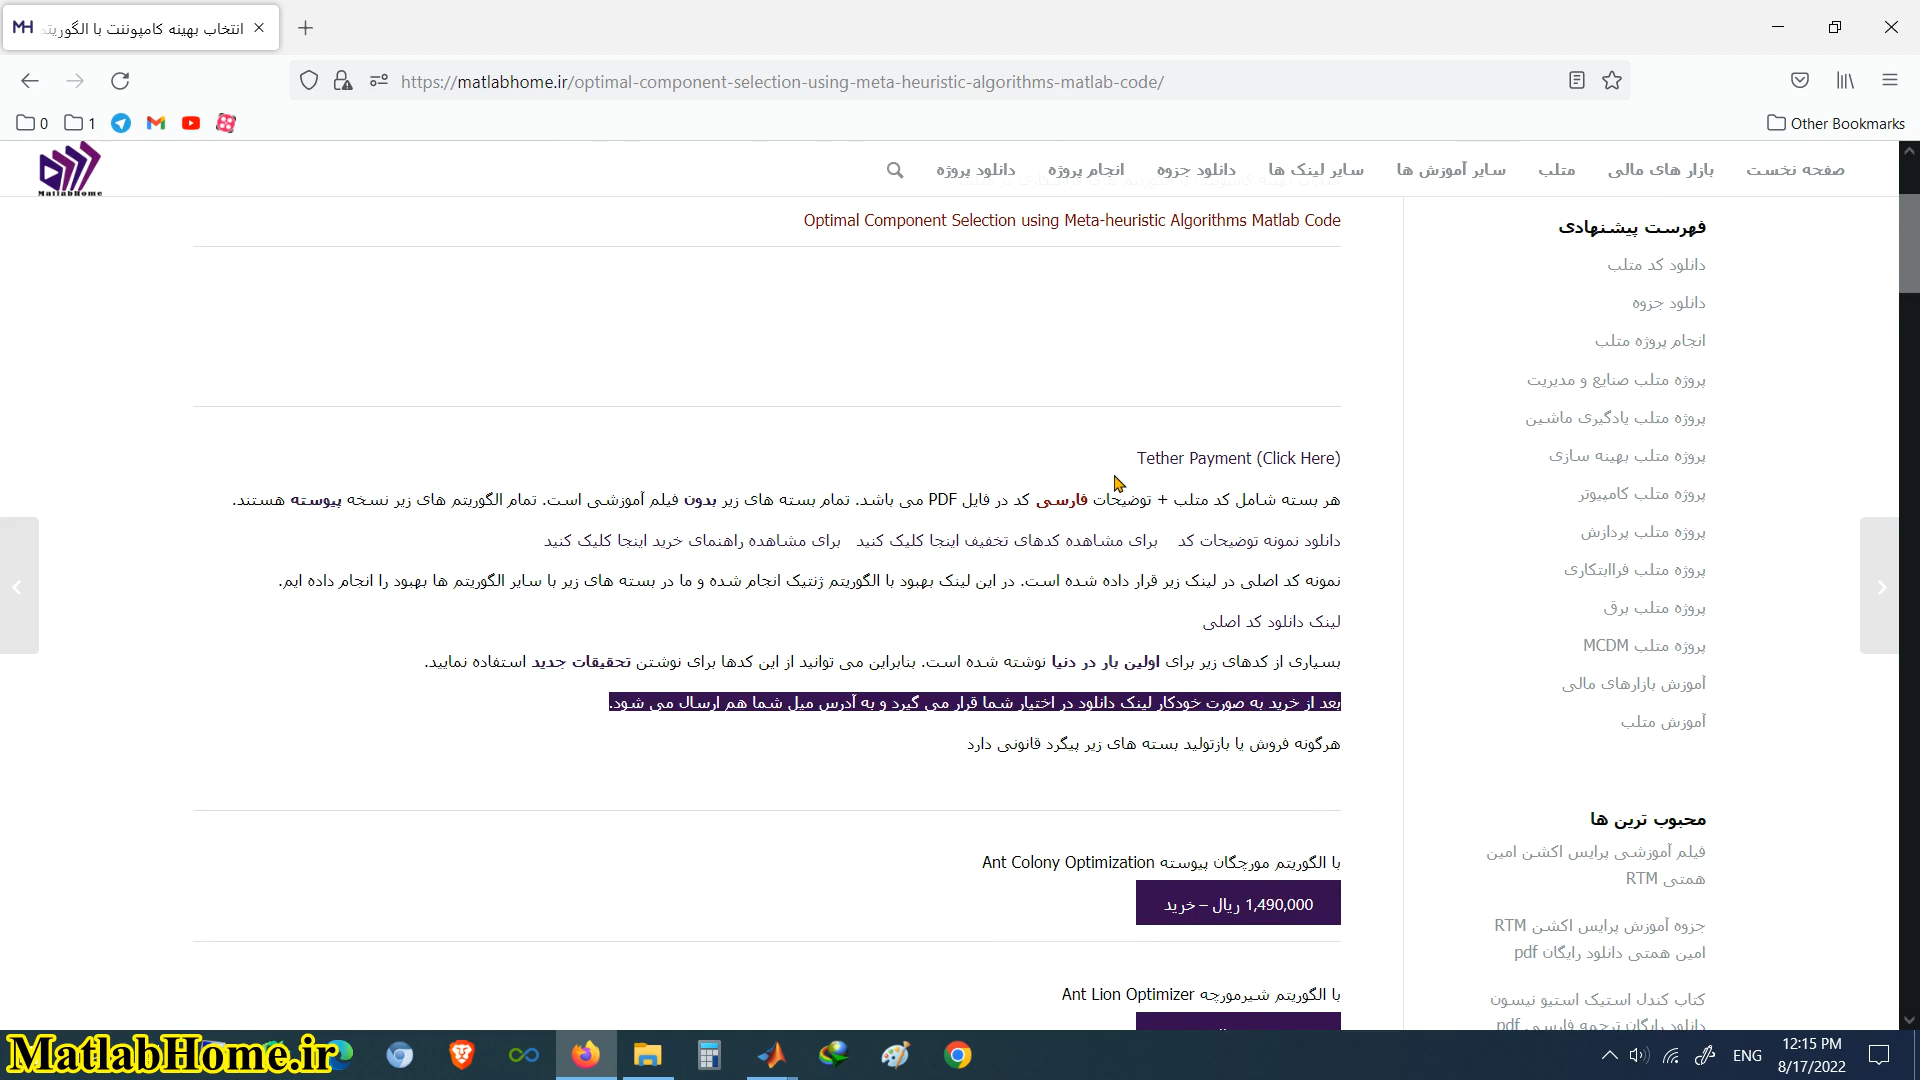 انتخاب بهینه کامپوننت با الگوریتم
https://matlabhome.ir/optimal-component-selection-using-meta-heuristic-algorithms-matlab-code/
0
1
Other Bookmarks
MatlabHome
صفحه نخست
بازار های مالی
متلب
سایر آموزش ها
سایر لینک ها
دانلود جزوه
انجام پروژه
دانلود پروژه
Optimal Component Selection using Meta-heuristic Algorithms Matlab Code
Tether Payment (Click Here)
هر بسته شامل کد متلب + توضیحات فارسی کد در فایل PDF می باشد. تمام بسته های زیر بدون فیلم آموزشی است. تمام الگوریتم های زیر نسخه پیوسته هستند.
دانلود نمونه توضیحات کد برای مشاهده کدهای تخفیف اینجا کلیک کنید برای مشاهده راهنمای خرید اینجا کلیک کنید
نمونه کد اصلی در لینک زیر قرار داده شده است. در این لینک بهبود با الگوریتم ژنتیک انجام شده و ما در بسته های زیر با سایر الگوریتم ها بهبود را انجام داده ایم.
لینک دانلود کد اصلی
بسیاری از کدهای زیر برای اولین بار در دنیا نوشته شده است. بنابراین می توانید از این کدها برای نوشتن تحقیقات جدید استفاده نمایید.
بعد از خرید به صورت خودکار لینک دانلود در اختیار شما قرار می گیرد و به آدرس میل شما هم ارسال می شود.
هرگونه فروش یا بازتولید بسته های زیر پیگرد قانونی دارد
با الگوریتم مورچگان پیوسته Ant Colony Optimization
1,490,000 ریال – خرید
با الگوریتم شیرمورچه Ant Lion Optimizer
فهرست پیشنهادی
دانلود کد متلب
دانلود جزوه
انجام پروژه متلب
پروژه متلب صنایع و مدیریت
پروژه متلب یادگیری ماشین
پروژه متلب بهینه سازی
پروژه متلب کامپیوتر
پروژه متلب پردازش
پروژه متلب فراابتکاری
پروژه متلب برق
پروژه متلب MCDM
آموزش بازارهای مالی
آموزش متلب
محبوب ترین ها
فیلم آموزشی پرایس اکشن امین
همتی RTM
جزوه آموزش پرایس اکشن RTM
امین همتی دانلود رایگان pdf
کتاب کندل استیک استیو نیسون
دانلود رایگان ترجمه فارسی pdf
MatlabHome.ir
ENG
12:15 PM
8/17/2022